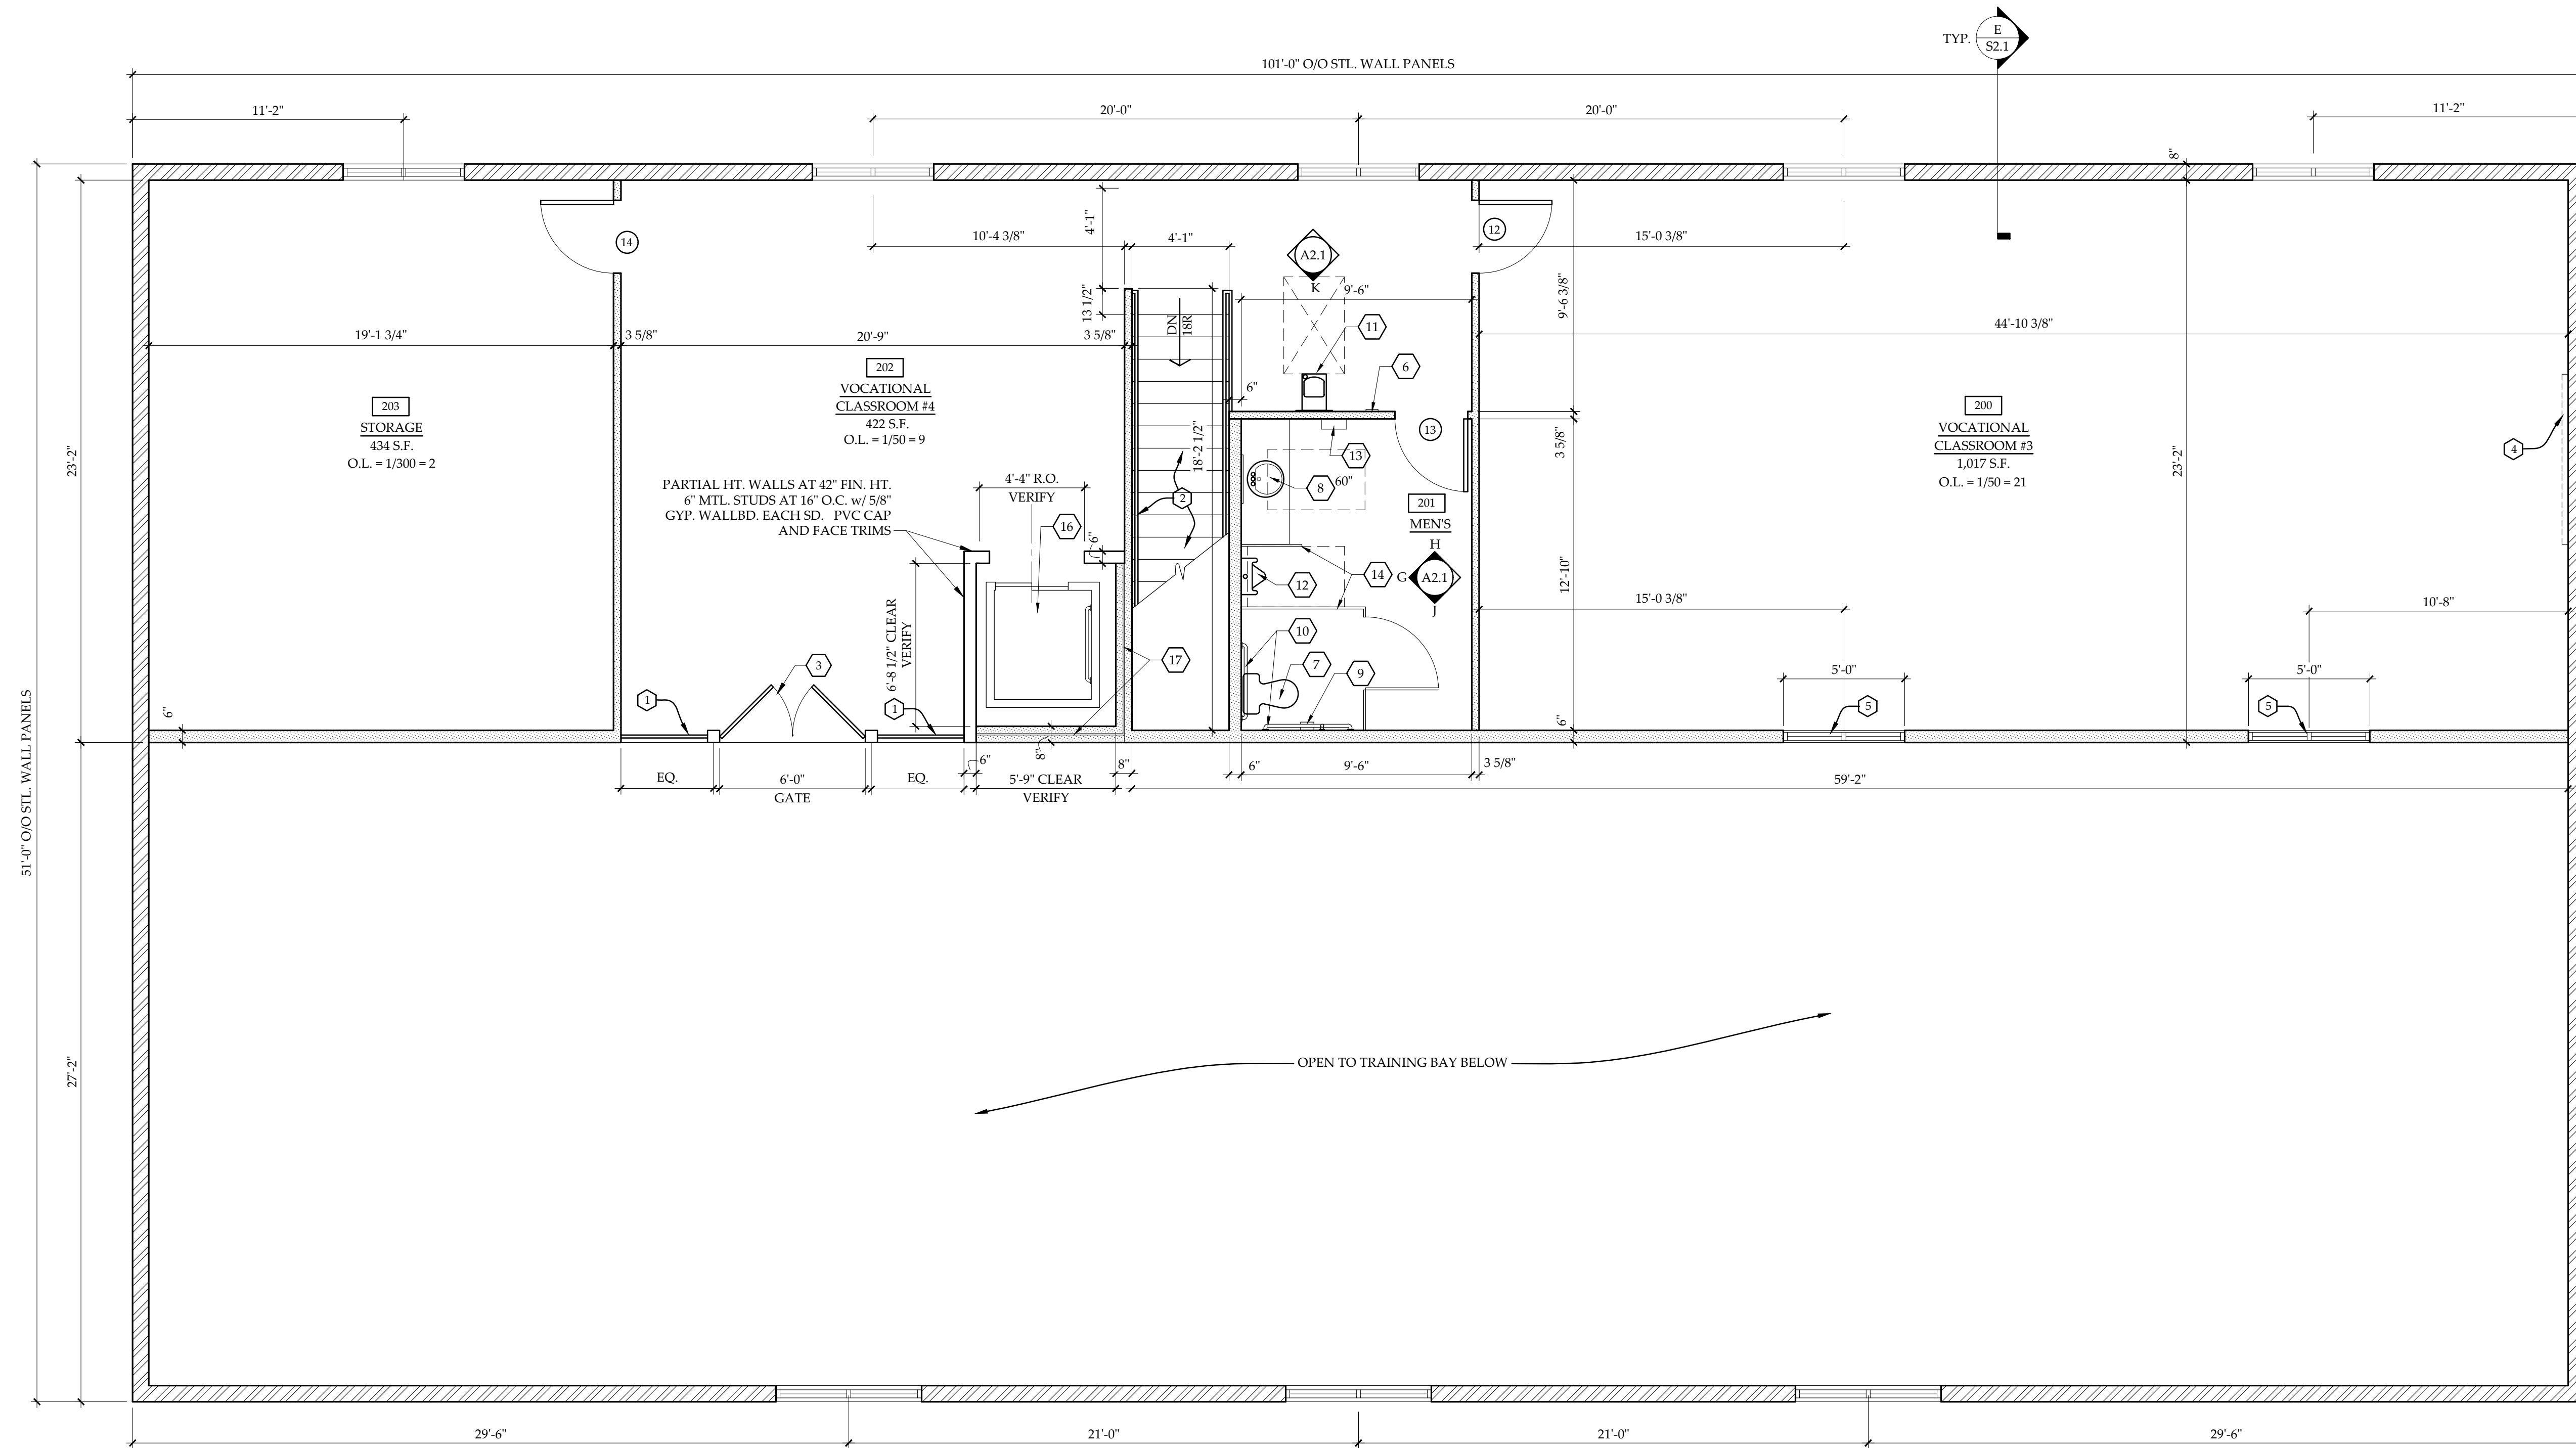 TYP.
E
S2.1
101'-0" O/O STL. WALL PANELS
11'-2"
20'-0"
20'-0"
11'-2"
8"
14
12
4'-1"
10'-4 3/8"
4'-1"
15'-0 3/8"
A2.1
K
13 1/2"
DN
18R
9'-6"
9'-6 3/8"
11
44'-10 3/8"
19'-1 3/4"
3 5/8"
20'-9"
3 5/8"
6
6"
203
STORAGE
434 S.F.
O.L. = 1/300 = 2
202
VOCATIONAL
CLASSROOM #4
422 S.F.
O.L. = 1/50 = 9
200
VOCATIONAL
CLASSROOM #3
1,017 S.F.
O.L. = 1/50 = 21
13
3 5/8"
18'-2 1/2"
13
4
23'-2"
23'-2"
PARTIAL HT. WALLS AT 42" FIN. HT.
6" MTL. STUDS AT 16" O.C. w/ 5/8"
GYP. WALLBD. EACH SD. PVC CAP
AND FACE TRIMS
4'-4" R.O.
VERIFY
2
8
60"
201
MEN'S
16
6"
H
G
A2.1
J
12
14
12'-10"
15'-0 3/8"
10'-8"
6'-8 1/2" CLEAR
VERIFY
10
3
17
7
9
5'-0"
5'-0"
1
1
5
5
6"
6"
51'-0" O/O STL. WALL PANELS
8"
6"
8"
EQ.
6'-0"
GATE
EQ.
5'-9" CLEAR
VERIFY
6"
9'-6"
3 5/8"
59'-2"
27'-2"
OPEN TO TRAINING BAY BELOW
29'-6"
21'-0"
21'-0"
29'-6"